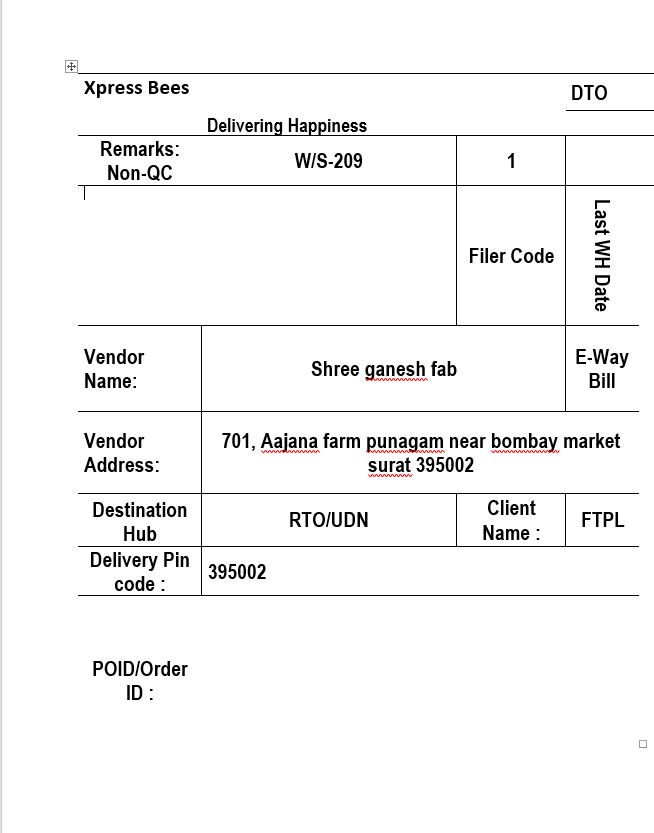 Xpress Bees
DTO
Delivering Happiness
Remarks:
Non-QC
W/S-209
1
Filer Code
Last WH Date
Vendor
Name:
Shree ganesh fab
E-Way
Bill
Vendor
Address:
701, Aajana farm punagam near bombay market
surat 395002
Destination
Hub
RTO/UDN
Client
Name :
FTPL
Delivery Pin
code :
395002
POID/Order
ID :